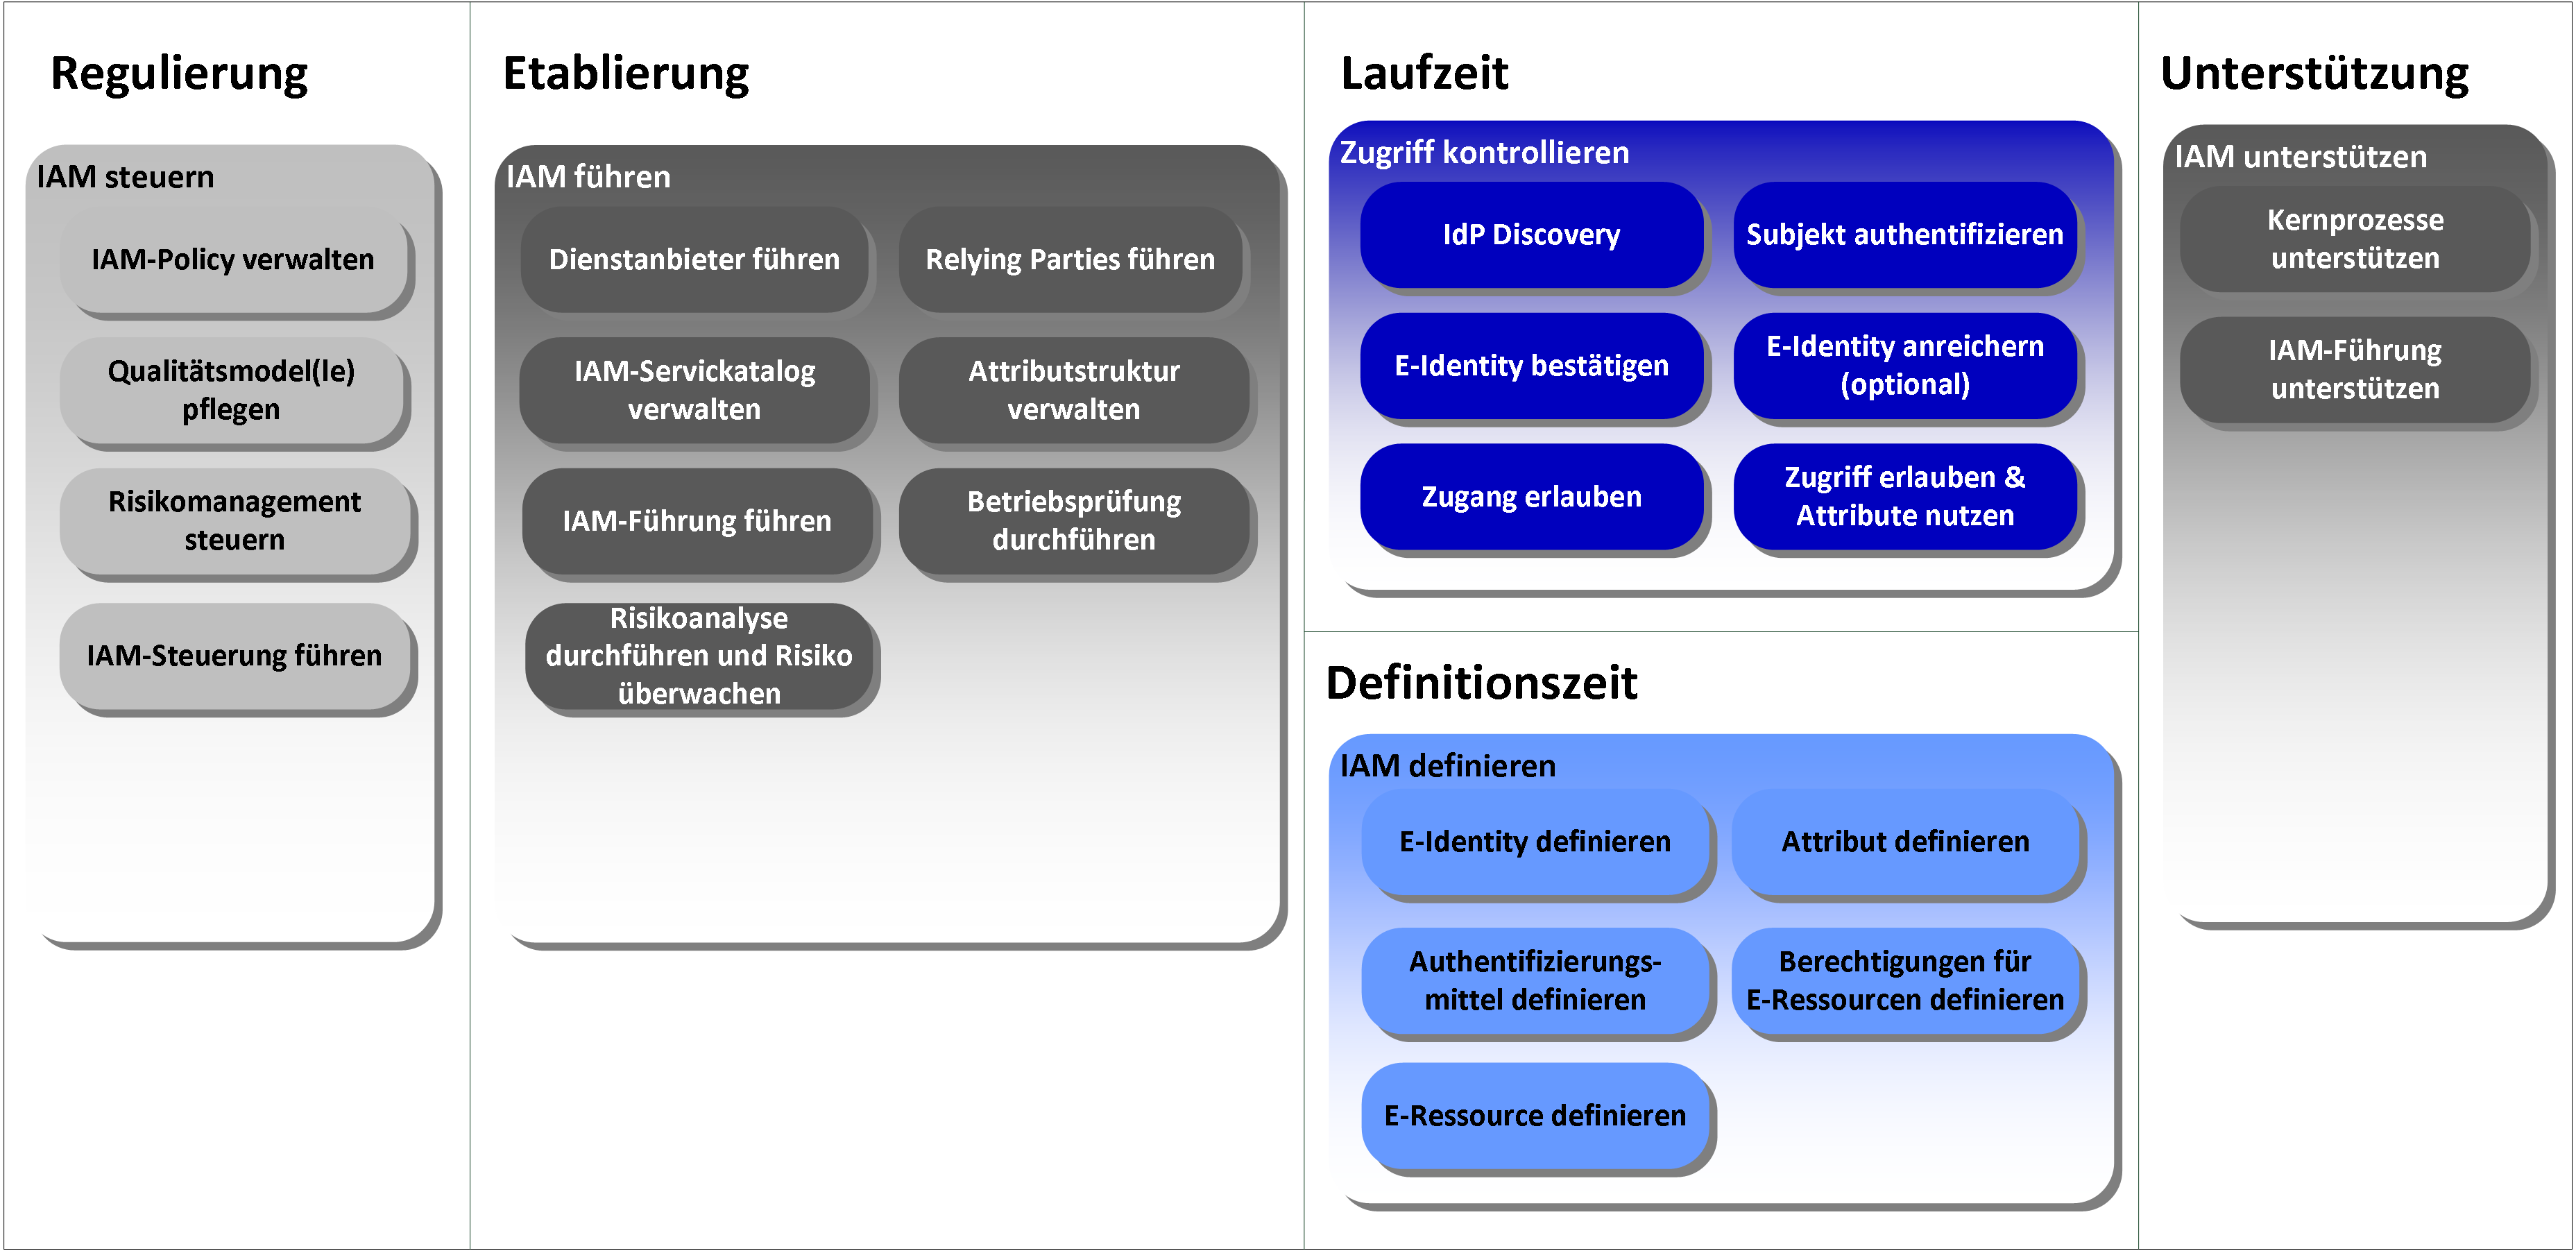 Regulierung
IAM steuern
IAM-Policy verwalten
Qualitätsmodel(le)
pflegen
Risikomanagement
steuern
IAM-Steuerung führen
Etablierung
IAM führen
Dienstanbieter führen
Relying Parties führen
IAM-Servickatalog
verwalten
Attributstruktur
verwalten
IAM-Führung führen
Betriebsprüfung
durchführen
Risikoanalyse
durchführen und Risiko
überwachen
Laufzeit
Zugriff kontrollieren
IdP Discovery
Subjekt authentifizieren
E-Identity bestätigen
E-Identity anreichern
(optional)
Zugang erlauben
Zugriff erlauben &
Attribute nutzen
Definitionszeit
IAM definieren
E-Identity definieren
Attribut definieren
Authentifizierungs-
mittel definieren
Berechtigungen für
E-Ressourcen definieren
E-Ressource definieren
Unterstützung
IAM unterstützen
Kernprozesse
unterstützen
IAM-Führung
unterstützen